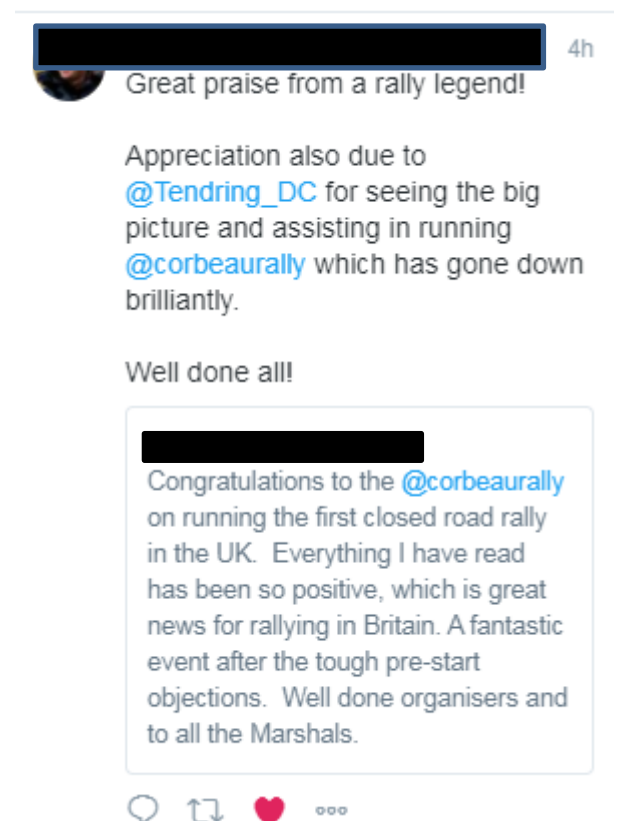 4h
Great praise from a rally legend!
Appreciation also due to
@Tendring_DC for seeing the big
picture and assisting in running
@corbeaurally which has gone down
brilliantly.
Well done all!
Congratulations to the @corbeaurally
on running the first closed road rally
in the UK.  Everything I have read
has been so positive, which is great
news for rallying in Britain. A fantastic
event after the tough pre-start
objections.  Well done organisers and
to all the Marshals.